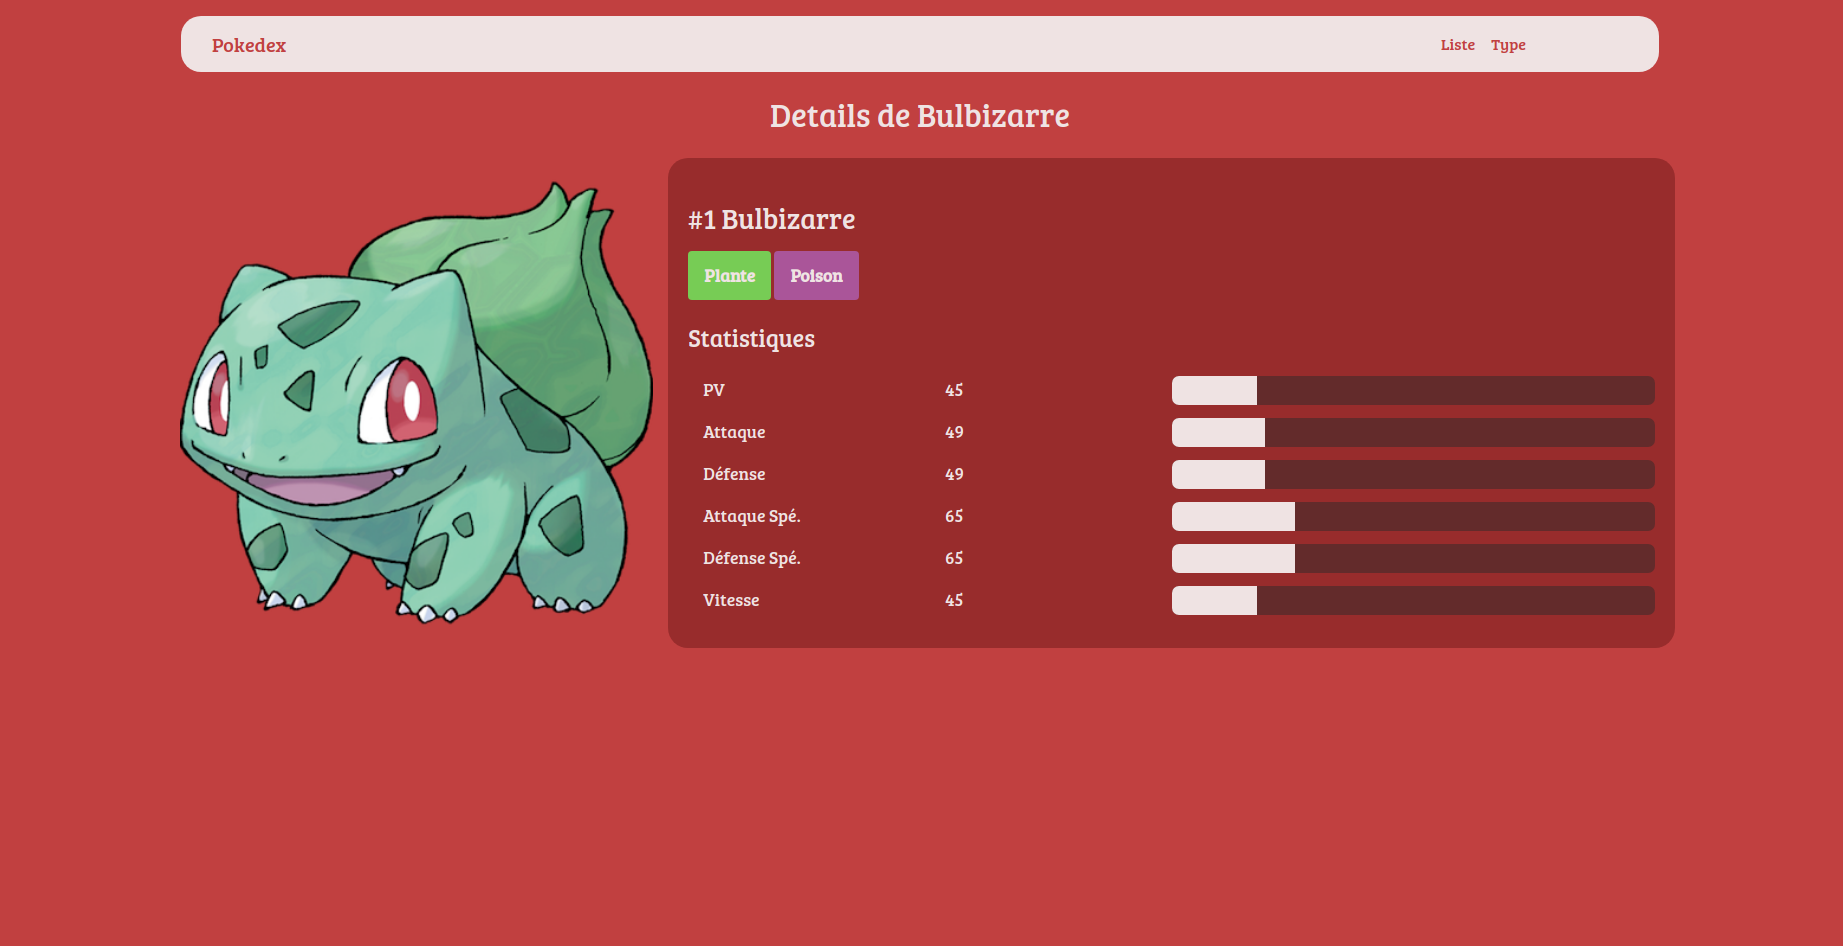 Pokedex Liste Type
Details de Bulbizarre
#1 Bulbizarre
Plante Poison
Statistiques
PV 45
Attaque 49
Défense 49
Attaque Spé. 65
Défense Spé. 65
Vitesse 45